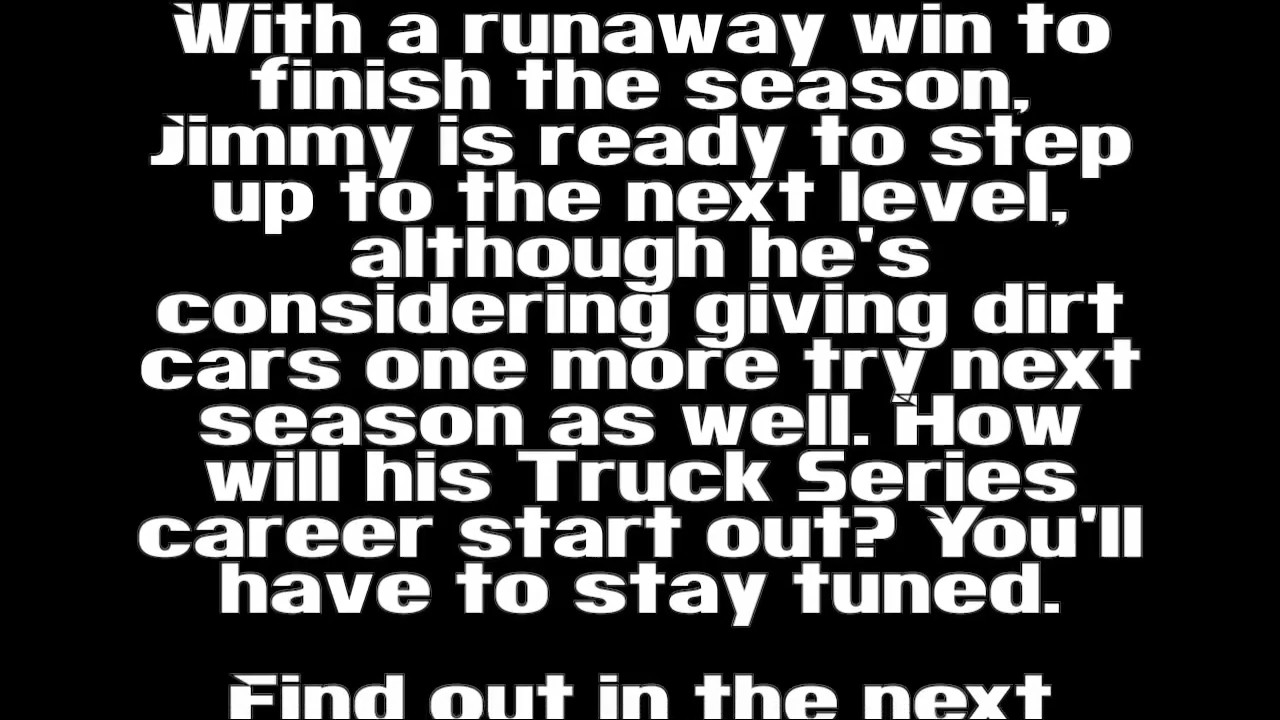 With a runaway win to
finish the season,
Jimmy is ready to step
up to the next level,
although he's
considering giving dirt
cars one more try next
season as well. How
will his Truck Series
career start out? You'll
have to stay tuned.
Find out in the next